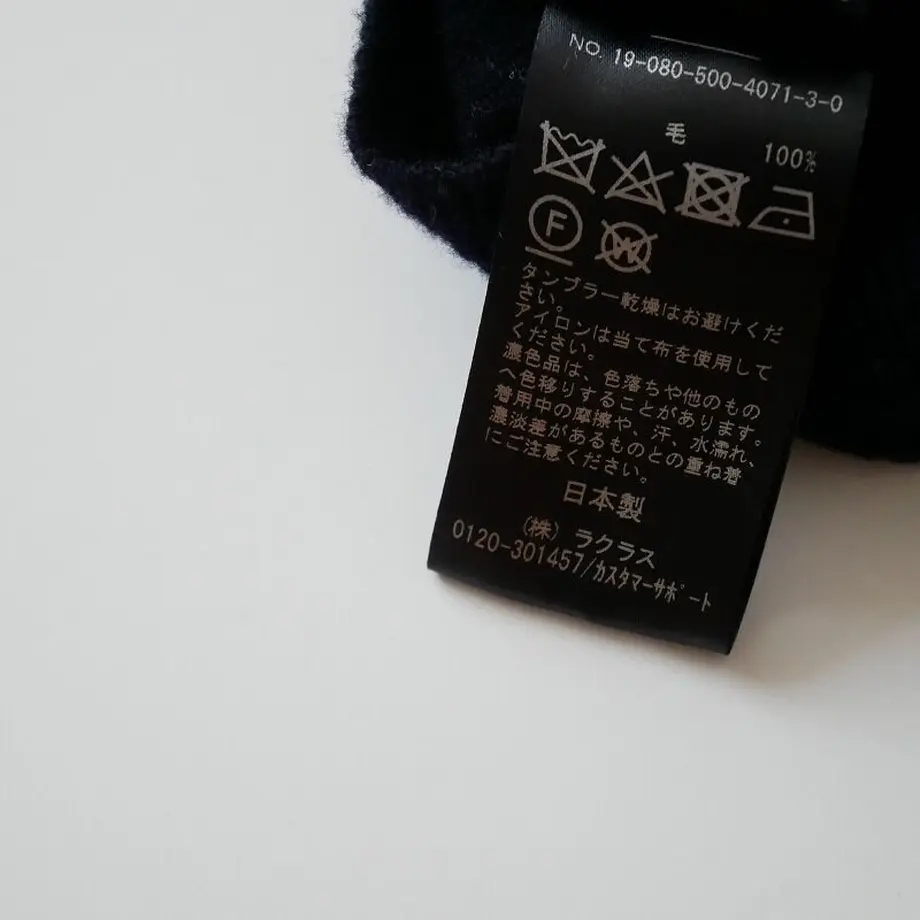 NO. 19-080-500-4071-3-0
毛 100%
F W
タンブラー乾燥はお避けくだ
さい。
アイロンは当て布を使用して
ください。
濃色品は、色落ちや他のもの
へ色移りすることがあります。
着用中の摩擦や、汗、水濡れ、
濃淡差があるものとの重ね着
にご注意ください。
日本製
(株) ラクラス
0120-301457/カスタマーサポート